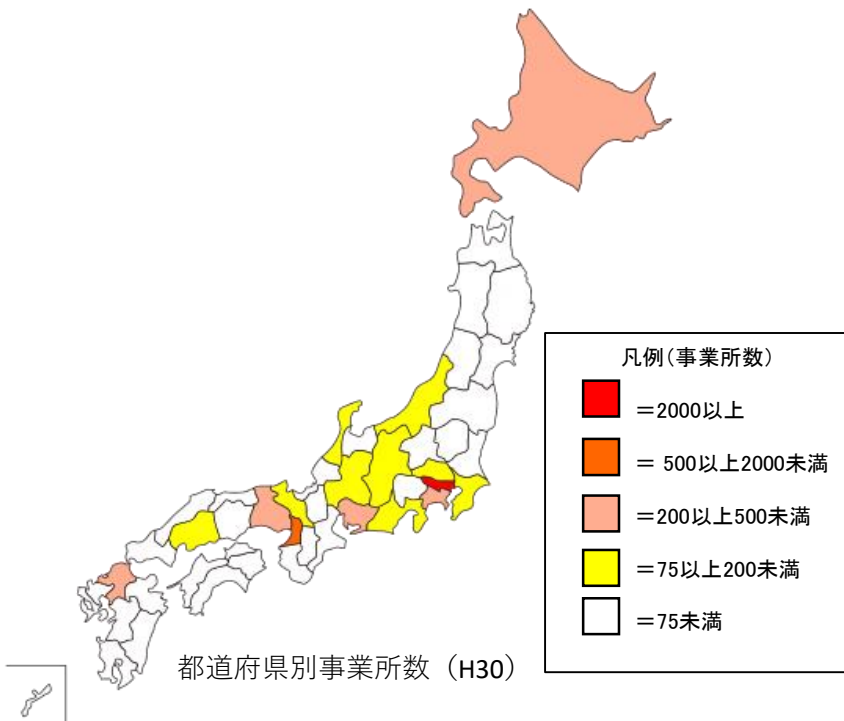 凡例(事業所数)
＝2000以上
＝ 500以上2000未満
＝200以上500未満
＝75以上200未満
＝75未満
都道府県別事業所数（H30）